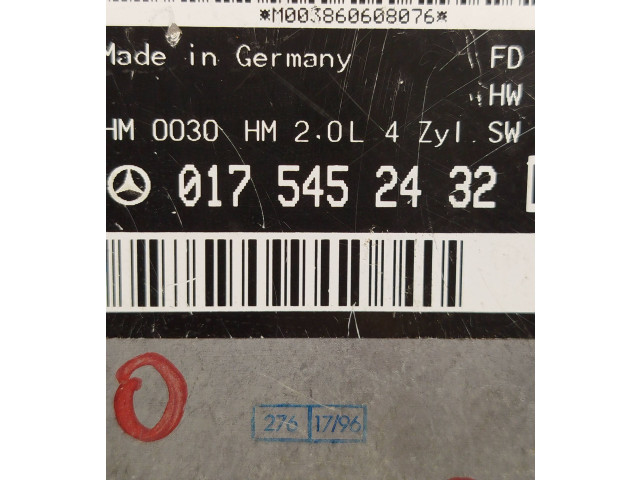 *M003860608076*
Made in Germany FD
HW
HM 0030 HM 2.0L 4 Zyl. SW
017 545 24 32
O
276 17/96